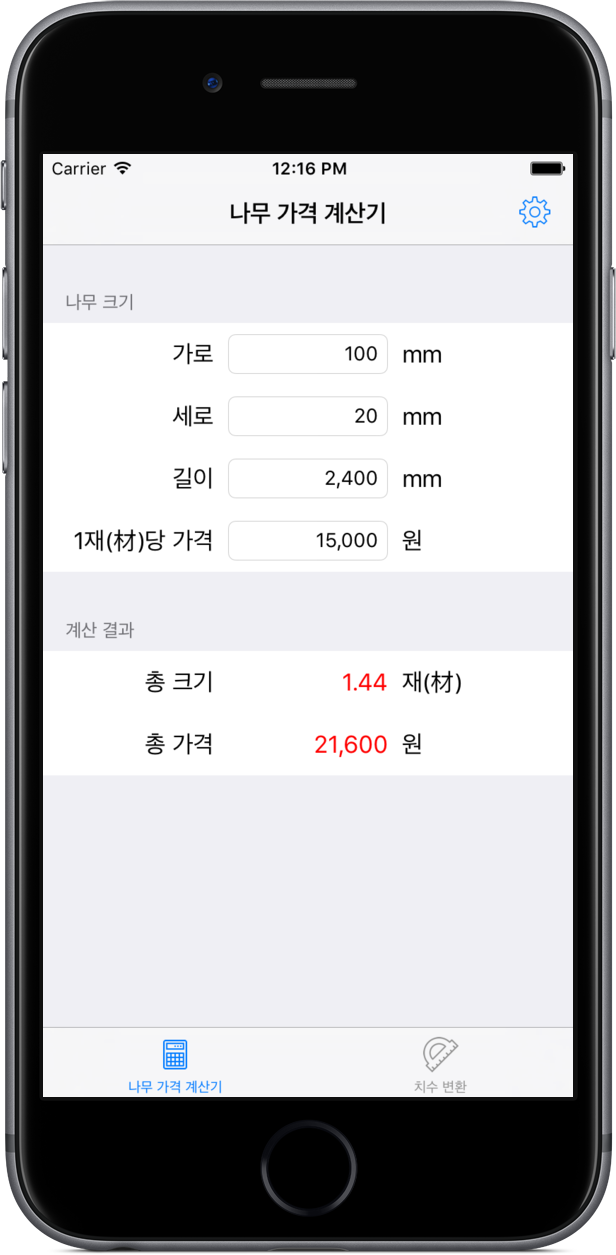 Carrier 12:16 PM
나무 가격 계산기
나무 크기
가로 100 mm
세로 20 mm
길이 2,400 mm
1재(材)당 가격 15,000 원
계산 결과
총 크기 1.44 재(材)
총 가격 21,600 원
나무 가격 계산기 치수 변환